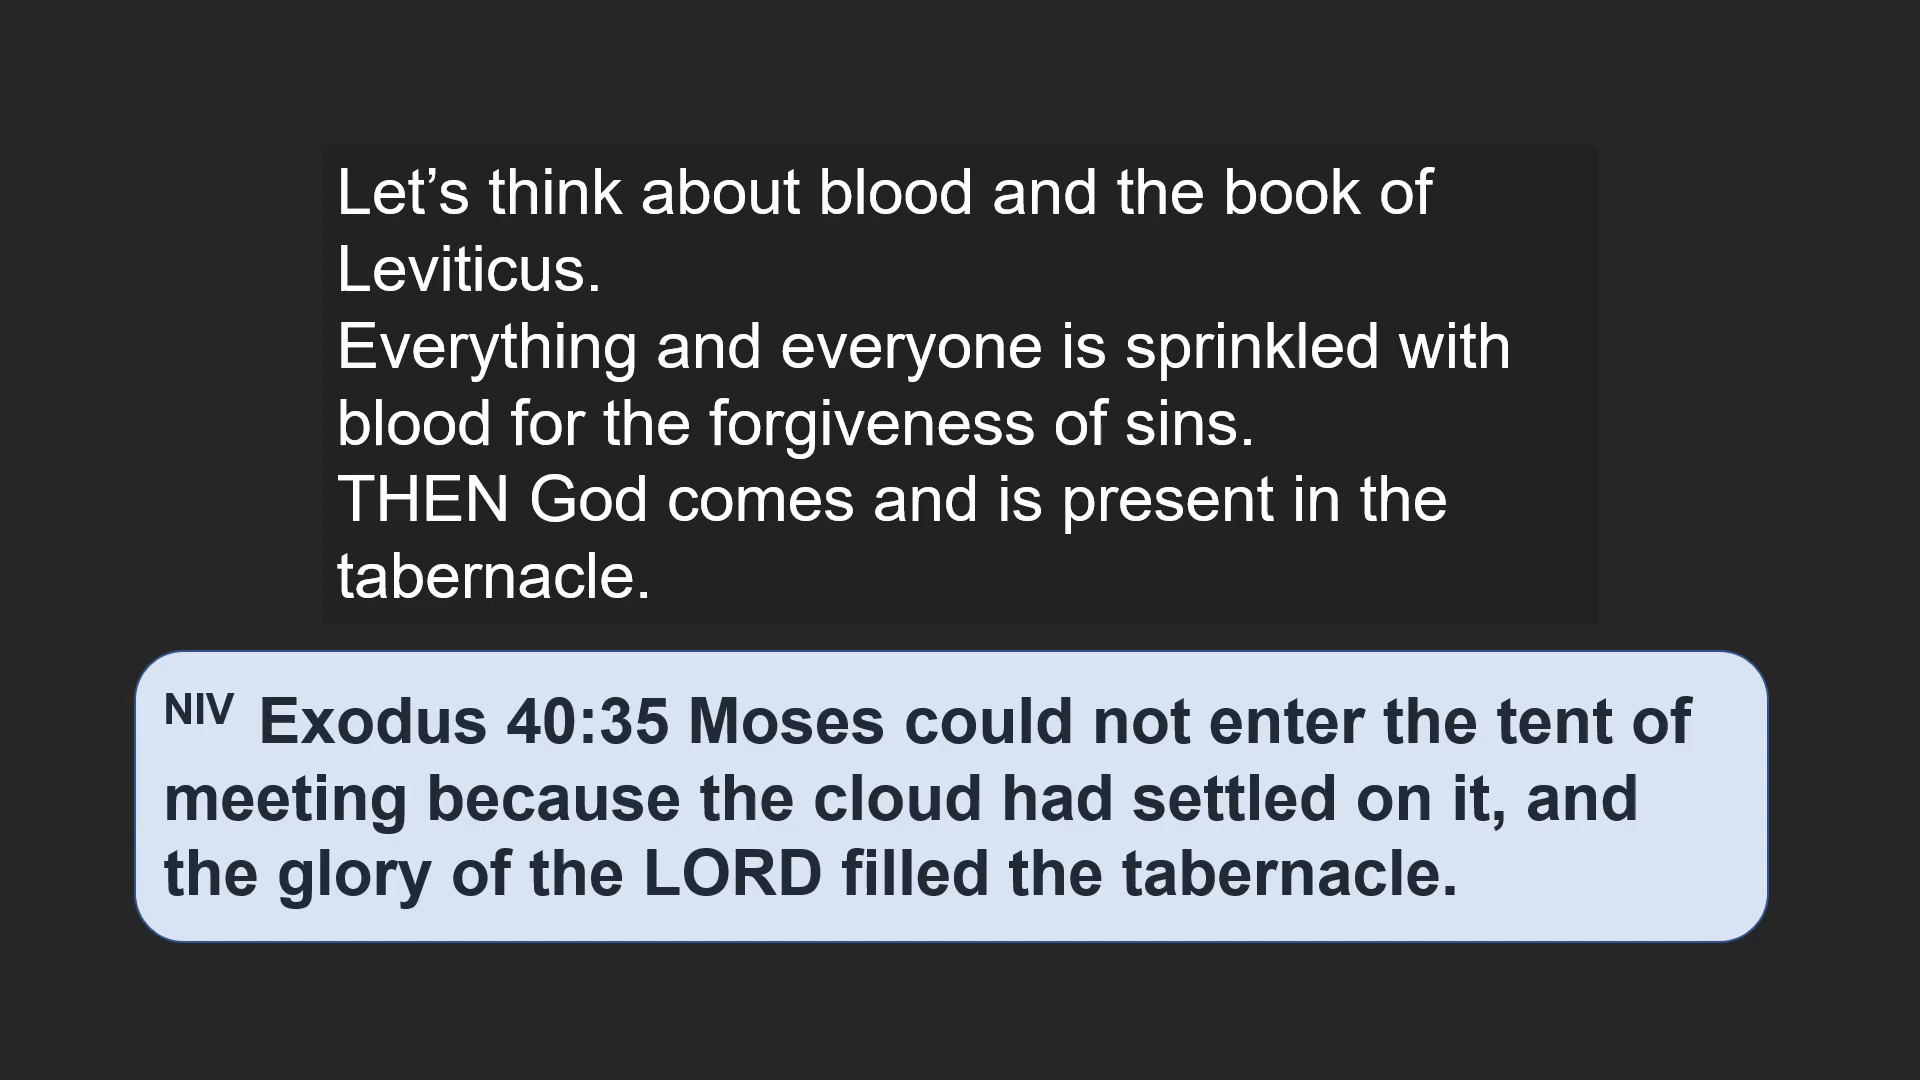 Let’s think about blood and the book of
Leviticus.
Everything and everyone is sprinkled with
blood for the forgiveness of sins.
THEN God comes and is present in the
tabernacle.
NIV Exodus 40:35 Moses could not enter the tent of
meeting because the cloud had settled on it, and
the glory of the LORD filled the tabernacle.